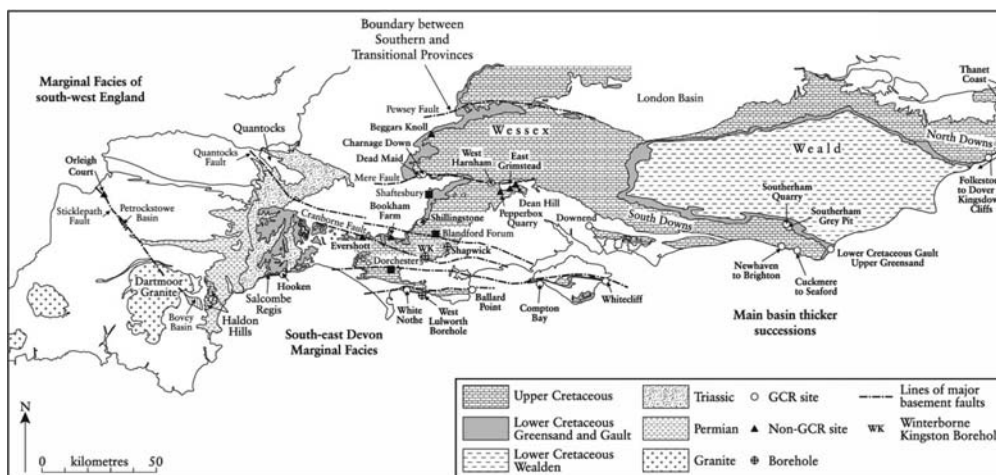 Boundary between
Southern and
Transitional Provinces
Marginal Facies of
south-west England
Thanet
Coast
London Basin
Pewsey Fault
North Downs
Beggars Knoll
Wessex
Weald
Quantocks
Charnage Down
West
Harnham
East
Grimstead
Dead Maid
Quantocks
Fault
Orleigh
Court
Mere Fault
Folkestone
to Dover
Kingsdown
Cliffs
Shaftesbury
Dean Hill
Southerham
Quarry
Petrockstowe
Basin
Bookham
Farm
Pepperbox
Quarry
Sticklepath
Fault
Cranborne Fault
Shillingstone
Downend
South Downs
Southerham
Grey Pit
Blandford Forum
Evershott
WK
Shapwick
Lower Cretaceous Gault
Upper Greensand
Dorchester
Newhaven
to Brighton
Dartmoor
Granite
Hooken
Cuckmere
to Seaford
Salcombe
Regis
Whitecliff
Bovey
Basin
Haldon
Hills
White
Nothe
West
Lulworth
Borehole
Ballard
Point
Compton
Bay
Main basin thicker
successions
South-east Devon
Marginal Facies
Upper Cretaceous
Triassic
GCR site
Lines of major
basement faults
Lower Cretaceous
Greensand and Gault
Permian
Non-GCR site
WK
Winterborne
Kingston Borehole
Lower Cretaceous
Wealden
Granite
Borehole
N
0 kilometres 50